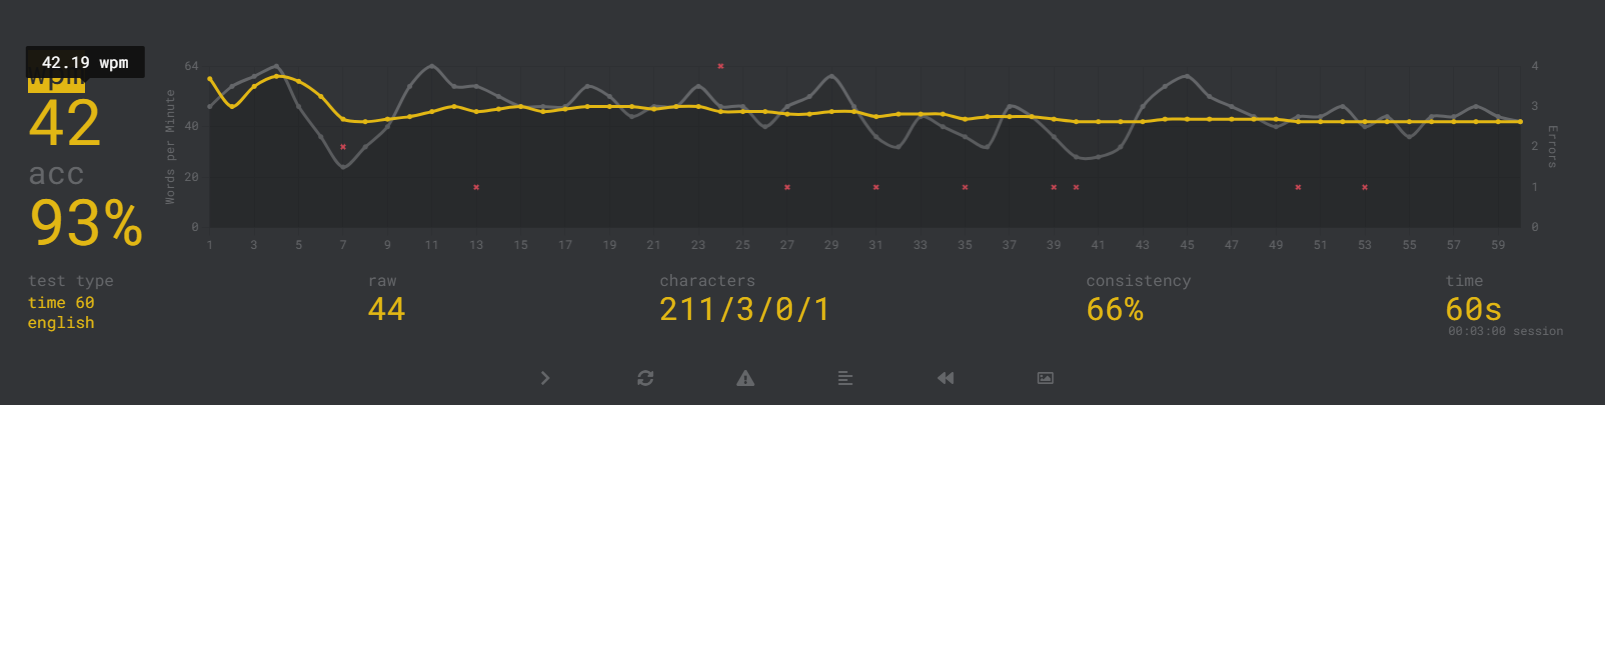 42.19 wpm
wpm
42
acc
93%
Words per Minute
64
40
20
0
4
3
2
1
0
Errors
1 3 5 7 9 11 13 15 17 19 21 23 25 27 29 31 33 35 37 39 41 43 45 47 49 51 53 55 57 59
test type
time 60
english
raw
44
characters
211/3/0/1
consistency
66%
time
60s
00:03:00 session